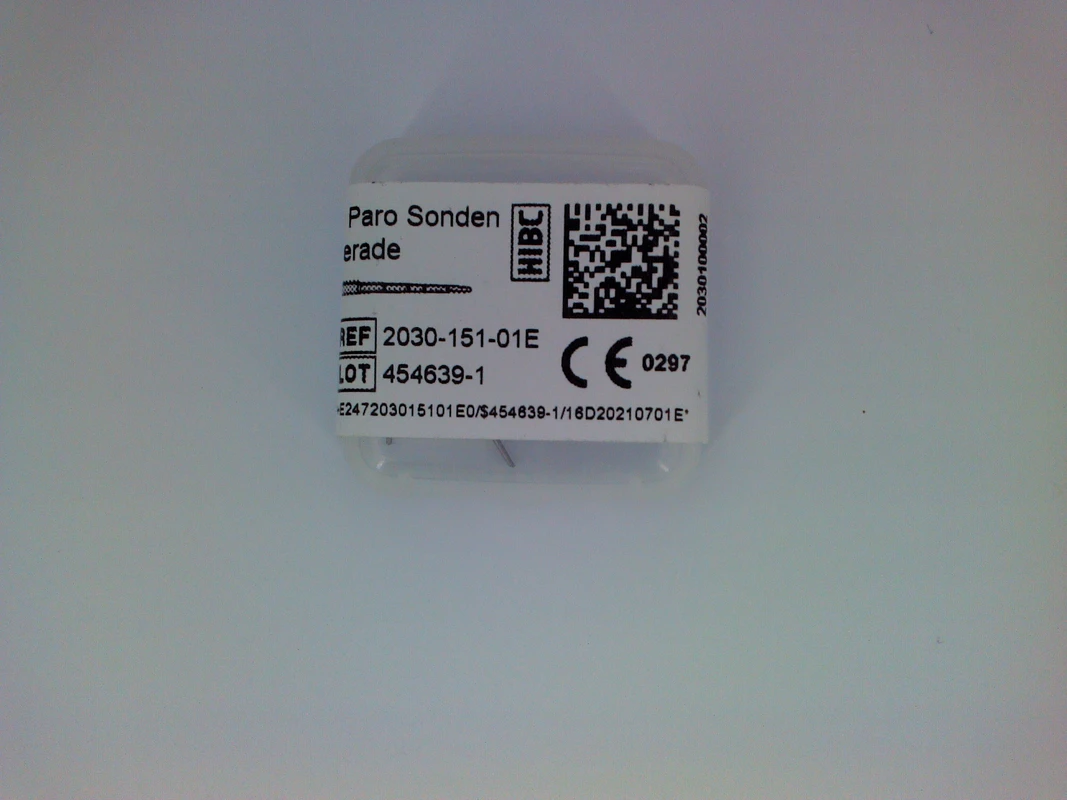 Paro Sonden
erade
HIBC
2030100002
REF 2030-151-01E
LOT 454639-1
CE 0297
E247203015101E0/$454639-1/16D20210701E*